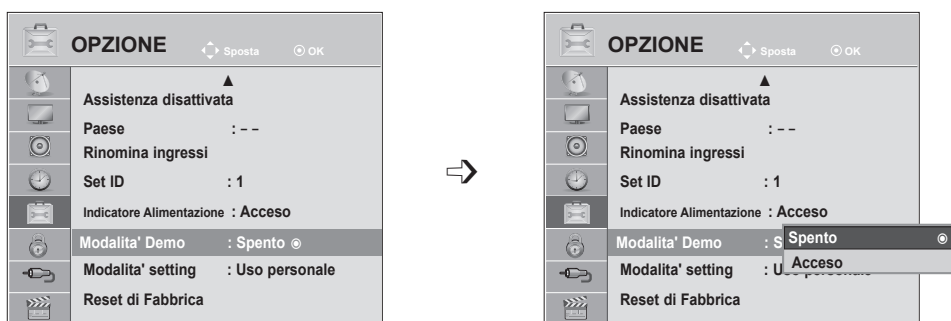 OPZIONE Sposta OK
Assistenza disattivata
Paese : – –
Rinomina ingressi
Set ID : 1
Indicatore Alimentazione : Acceso
Modalita' Demo : Spento
Modalita' setting : Uso personale
Reset di Fabbrica
OPZIONE Sposta OK
Assistenza disattivata
Paese : – –
Rinomina ingressi
Set ID : 1
Indicatore Alimentazione : Acceso
Modalita' Demo : S
Spento
Acceso
Modalita' setting : Uso personale
Reset di Fabbrica